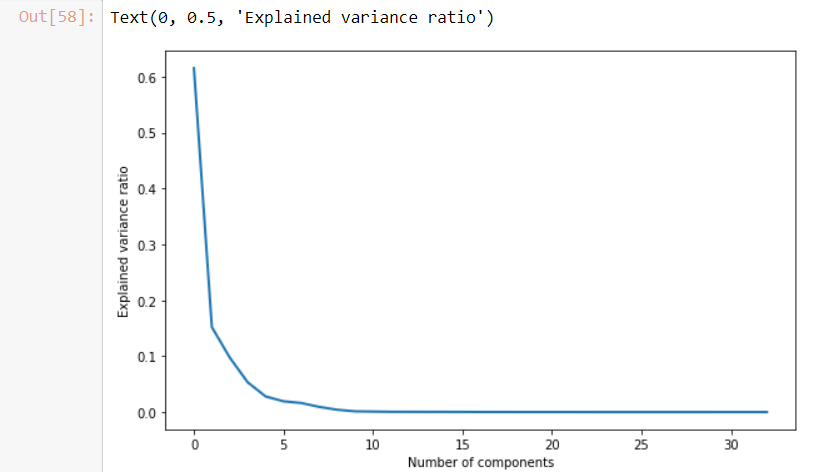 Out[58]: Text(0, 0.5, 'Explained variance ratio')
0.6
0.5
0.4
0.3
0.2
0.1
0.0
Explained variance ratio
0 5 10 15 20 25 30
Number of components